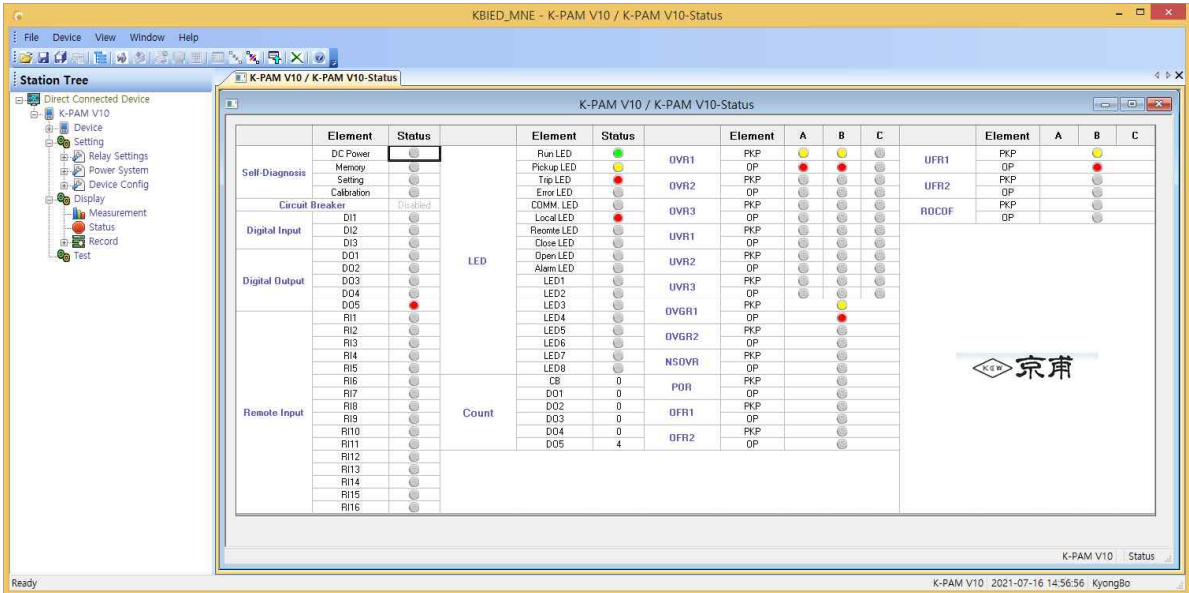 KBIED_MNE - K-PAM V10 / K-PAM V10-Status
File Device View Window Help
Station Tree
Direct Connected Device
K-PAM V10
Device
Setting
Relay Settings
Power System
Device Config
Display
Measurement
Status
Record
Test
K-PAM V10 / K-PAM V10-Status
K-PAM V10 / K-PAM V10-Status
Element Status Element Status Element A B C Element A B C
Self-Diagnosis DC Power LED Run LED OVR1 PKP UFR1 PKP
Memory Pickup LED OP OP
Setting Trip LED OVR2 PKP UFR2 PKP
Calibration Error LED OP OP
Circuit Breaker Disabled COMM. LED OVR3 PKP ROCOF PKP
Digital Input DI1 Local LED OP OP
DI2 Reomte LED UVR1 PKP
DI3 Close LED OP
Digital Output DO1 Open LED UVR2 PKP
DO2 Alarm LED OP
DO3 LED1 UVR3 PKP
DO4 LED2 OP
DO5 LED3 OVGR1 PKP
Remote Input RI1 LED4 OP
RI2 LED5 OVGR2 PKP
RI3 LED6 OP
RI4 LED7 NSOVR PKP
RI5 LED8 OP
RI6 Count CB 0 POR PKP
RI7 DO1 0 OP
RI8 DO2 0 OFR1 PKP
RI9 DO3 0 OP
RI10 DO4 0 OFR2 PKP
RI11 DO5 4 OP
RI12
RI13
RI14
RI15
RI16
KEW 京甫
K-PAM V10 Status
Ready K-PAM V10 2021-07-16 14:56:56 KyongBo